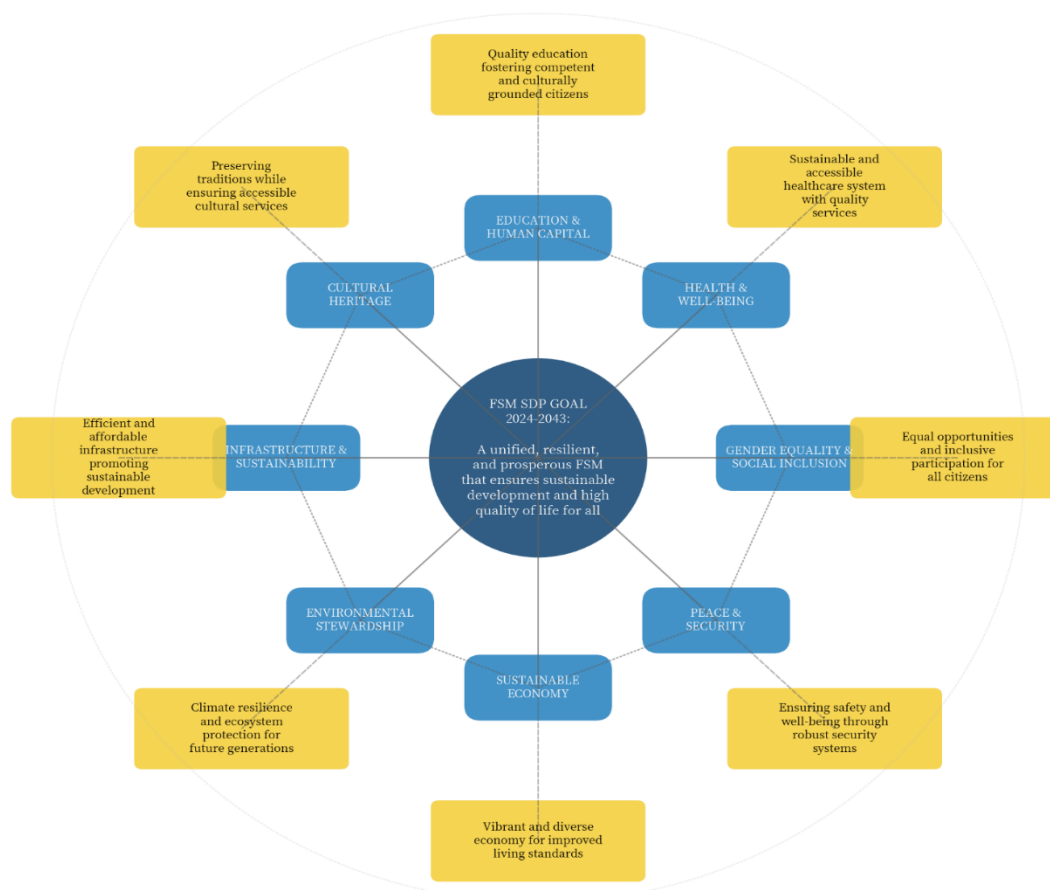 Quality education
fostering competent
and culturally
grounded citizens
Preserving
traditions while
ensuring accessible
cultural services
Sustainable and
accessible
healthcare system
with quality
services
EDUCATION &
HUMAN CAPITAL
CULTURAL
HERITAGE
HEALTH &
WELL-BEING
FSM SDP GOAL
2024-2043:
A unified, resilient,
and prosperous FSM
that ensures sustainable
development and high
quality of life for all
Efficient and
affordable
infrastructure
promoting
sustainable
development
INFRASTRUCTURE &
SUSTAINABILITY
GENDER EQUALITY &
SOCIAL INCLUSION
Equal opportunities
and inclusive
participation for
all citizens
ENVIRONMENTAL
STEWARDSHIP
PEACE &
SECURITY
SUSTAINABLE
ECONOMY
Climate resilience
and ecosystem
protection for
future generations
Ensuring safety and
well-being through
robust security
systems
Vibrant and diverse
economy for improved
living standards